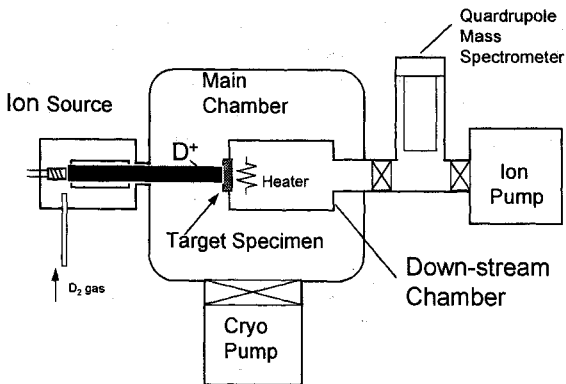 Quardrupole
Mass
Spectrometer
Main
Chamber
Ion Source
D+
Heater
Ion
Pump
Target Specimen
Down-stream
Chamber
D2 gas
Cryo
Pump